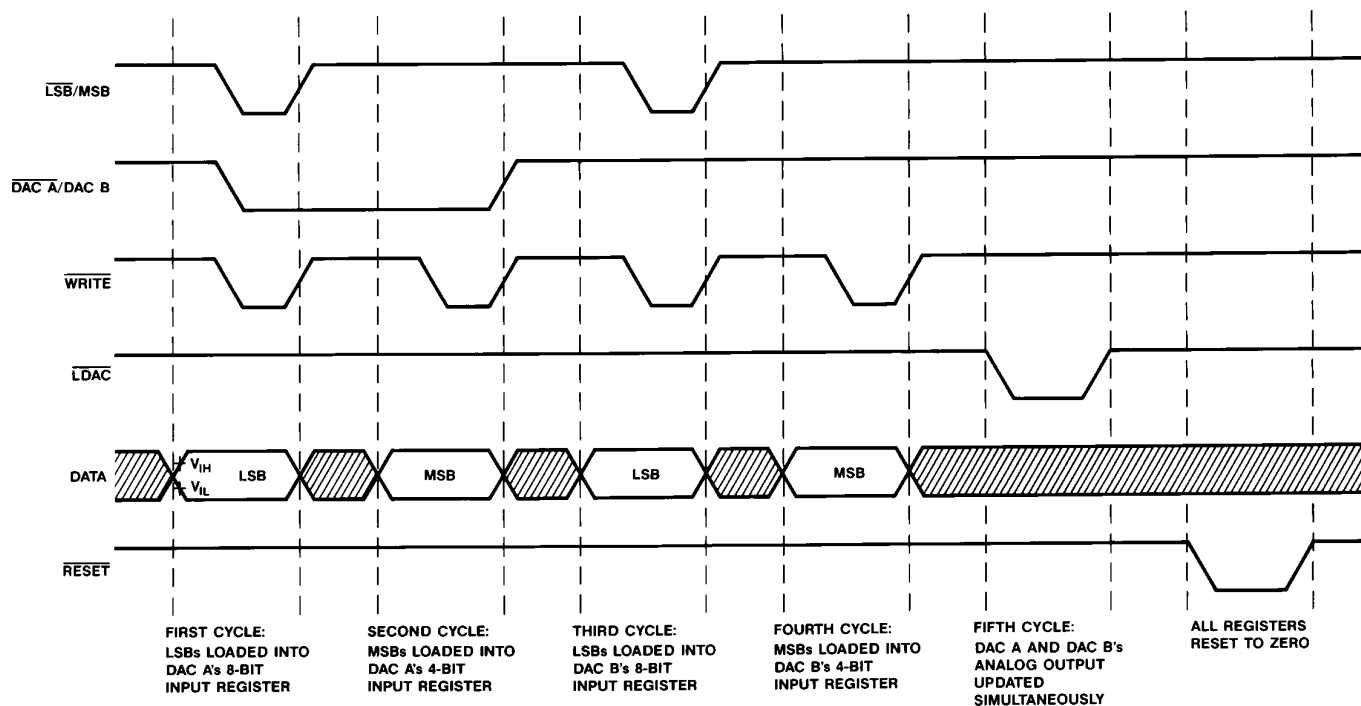 LSB/MSB
DAC A/DAC B
WRITE
LDAC
DATA
VIH
VIL
LSB
MSB
LSB
MSB
RESET
FIRST CYCLE:
LSBs LOADED INTO
DAC A's 8-BIT
INPUT REGISTER
SECOND CYCLE:
MSBs LOADED INTO
DAC A's 4-BIT
INPUT REGISTER
THIRD CYCLE:
LSBs LOADED INTO
DAC B's 8-BIT
INPUT REGISTER
FOURTH CYCLE:
MSBs LOADED INTO
DAC B's 4-BIT
INPUT REGISTER
FIFTH CYCLE:
DAC A AND DAC B's
ANALOG OUTPUT
UPDATED
SIMULTANEOUSLY
ALL REGISTERS
RESET TO ZERO